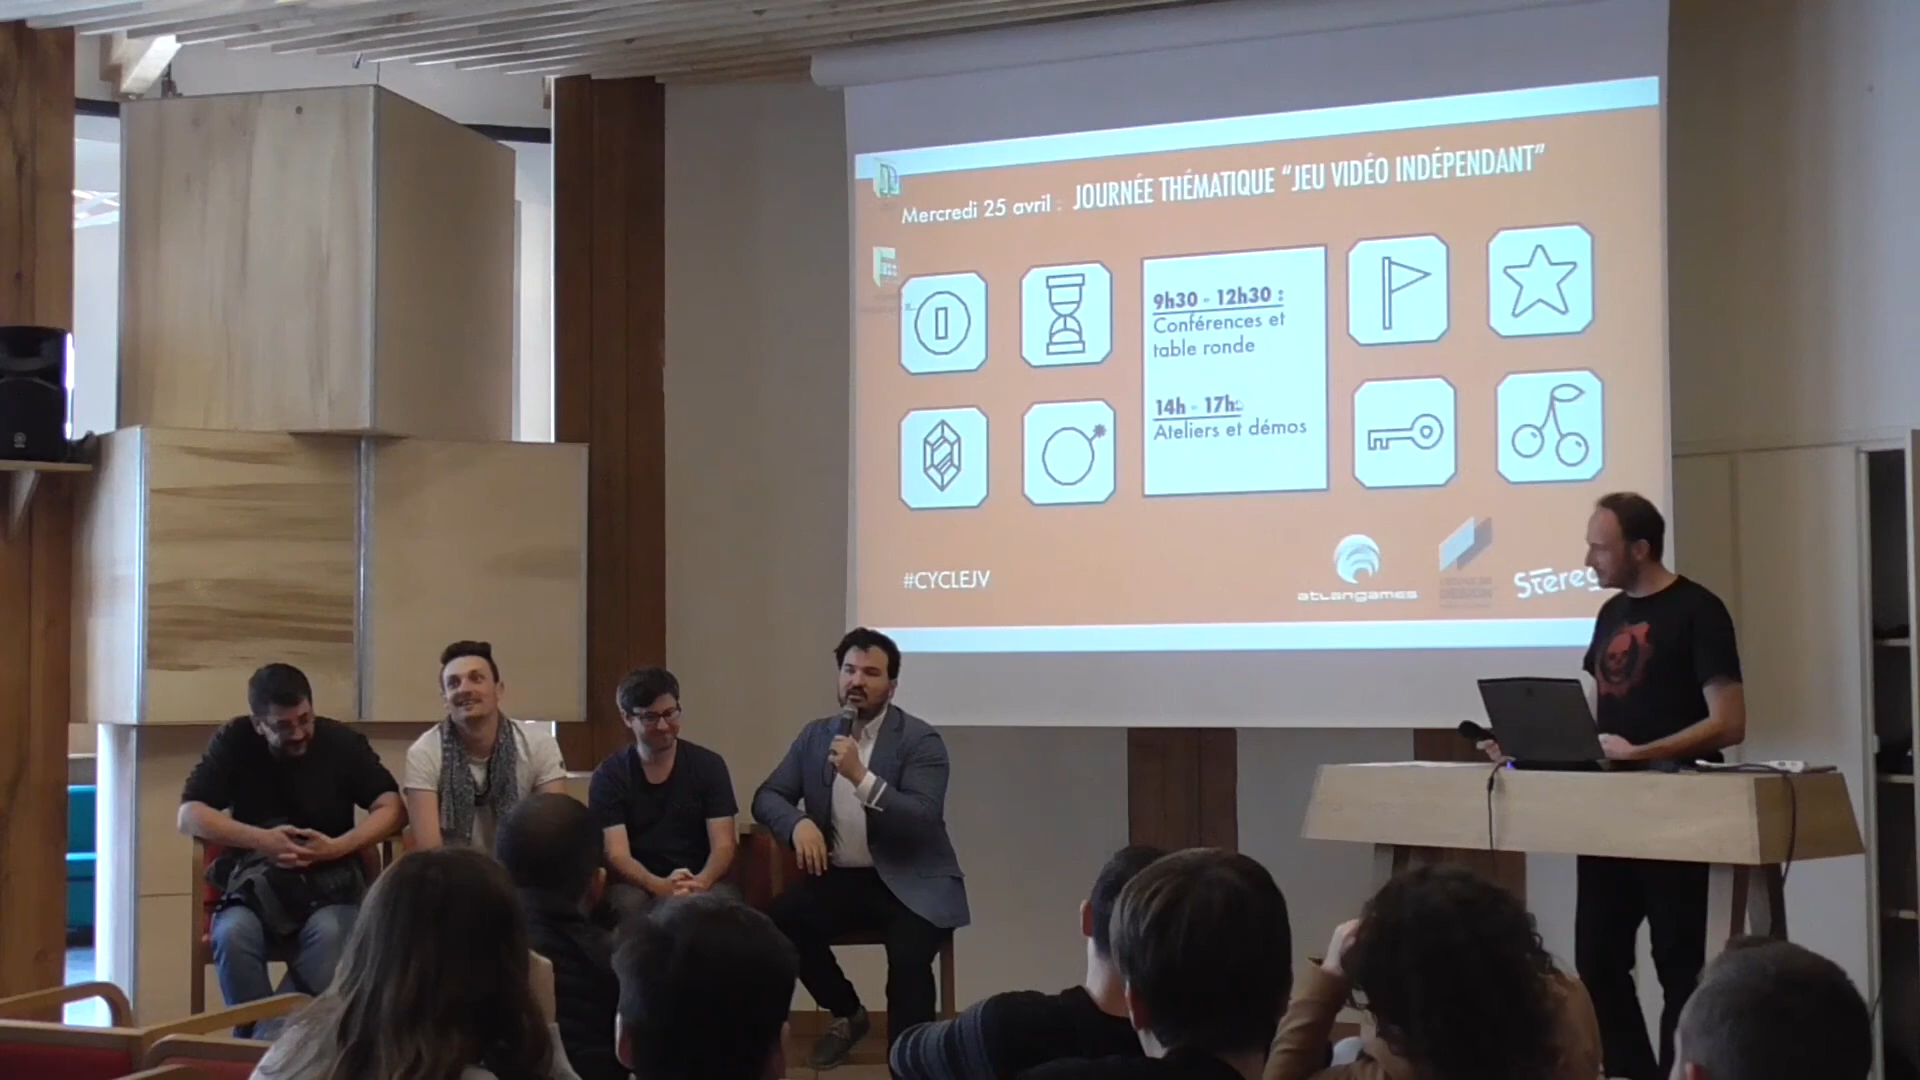 Mercredi 25 avril : JOURNÉE THÉMATIQUE “JEU VIDÉO INDÉPENDANT”
9h30 - 12h30 :
Conférences et
table ronde
14h - 17h:
Ateliers et démos
#CYCLEJV
atlangames
DESIGN